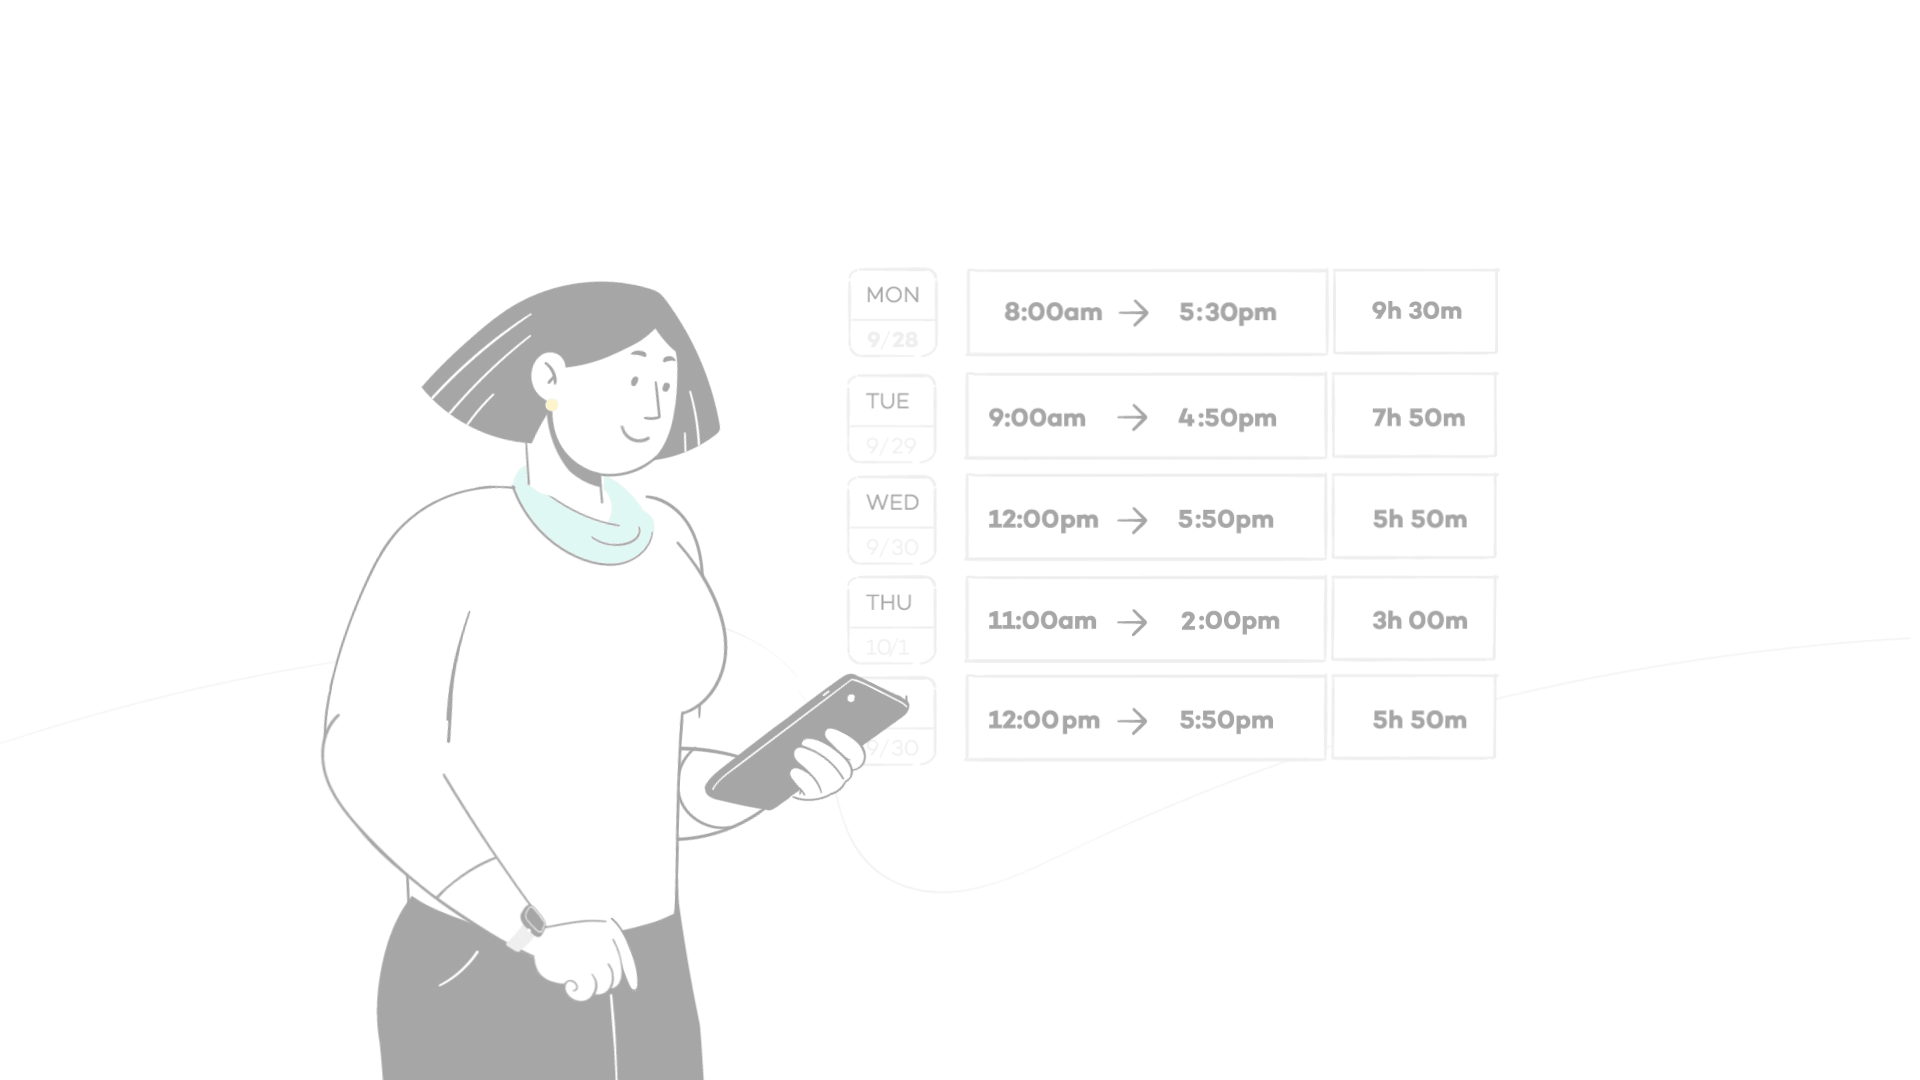 MON 8:00am → 5:30pm 9h 30m
9/28
TUE 9:00am → 4:50pm 7h 50m
9/29
WED 12:00pm → 5:50pm 5h 50m
9/30
THU 11:00am → 2:00pm 3h 00m
10/1
12:00pm → 5:50pm 5h 50m
9/30